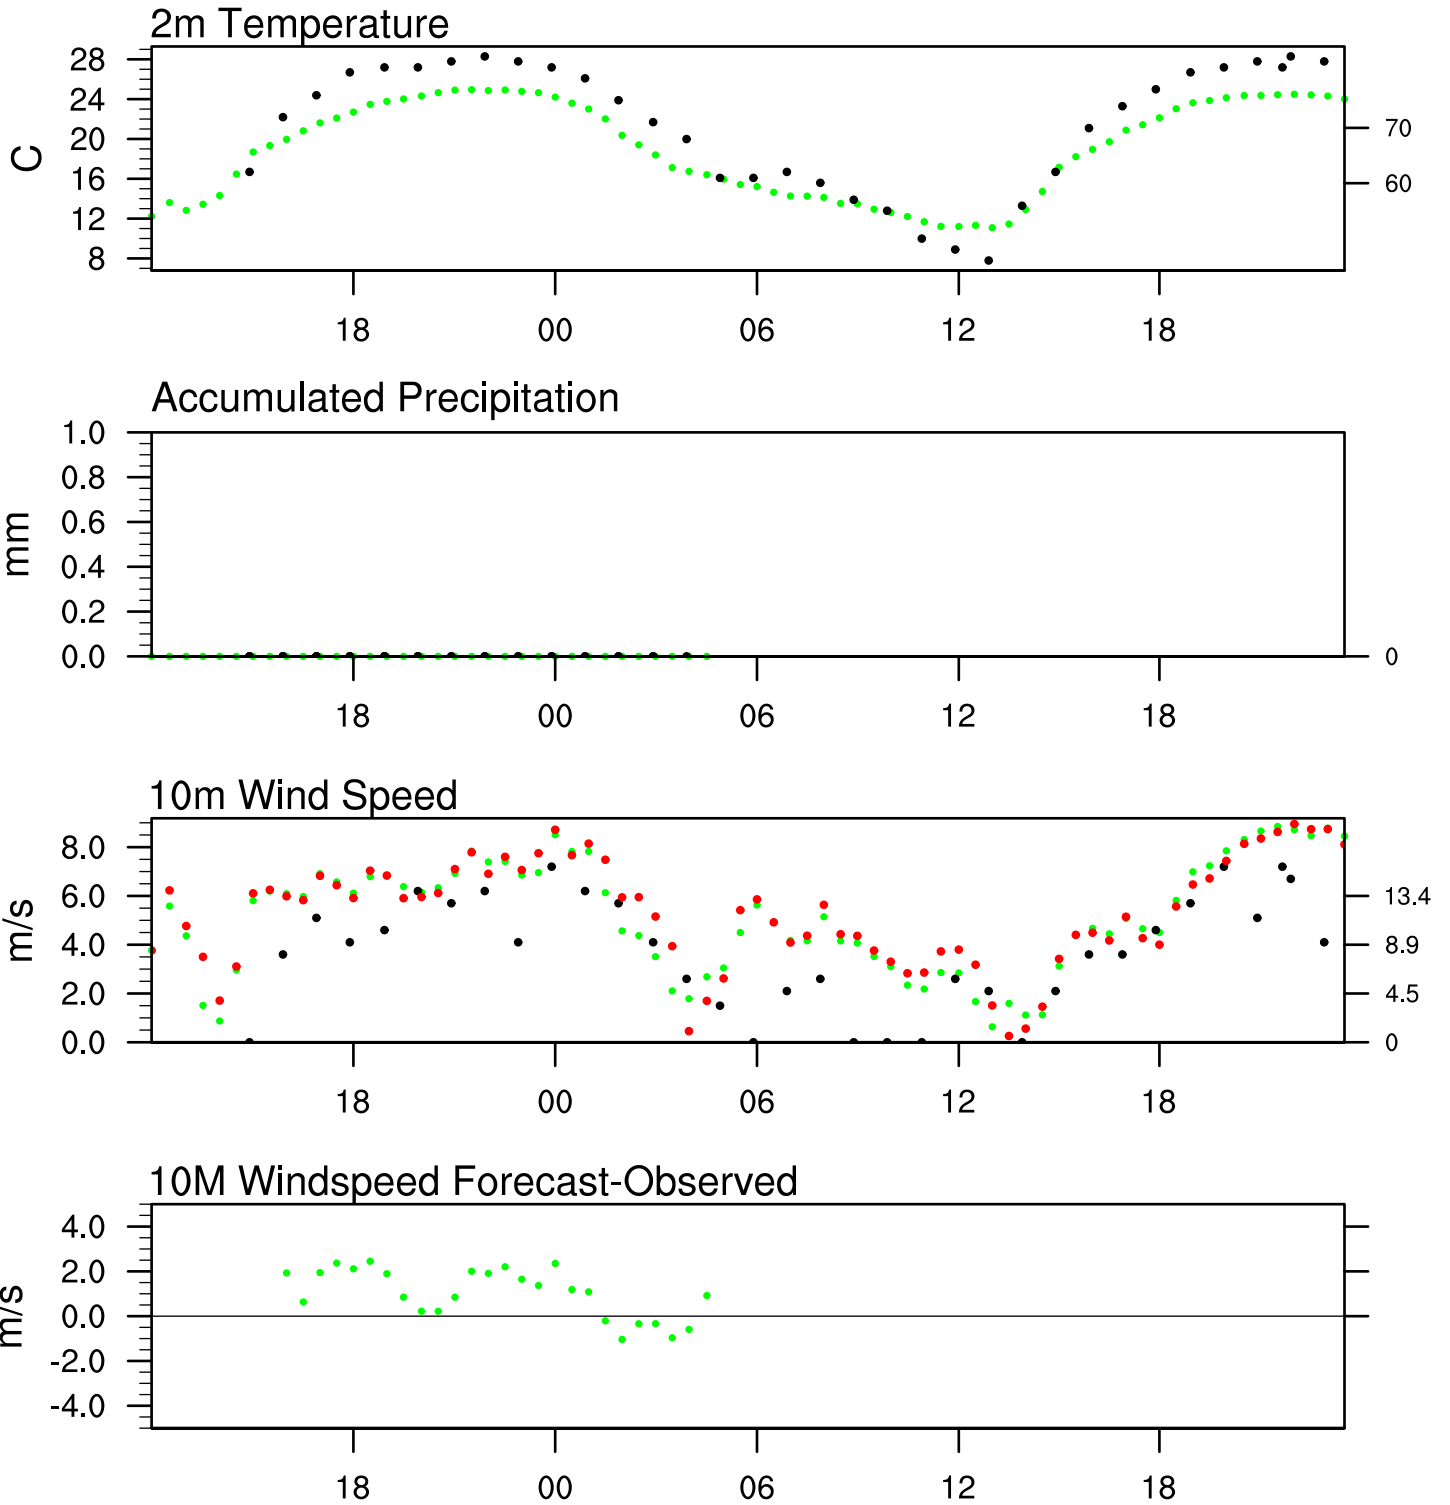 2m Temperature
28
24
20
16
12
8
C
70
60
18 00 06 12 18
Accumulated Precipitation
1.0
0.8
0.6
0.4
0.2
0.0
mm
0
18 00 06 12 18
10m Wind Speed
8.0
6.0
4.0
2.0
0.0
m/s
13.4
8.9
4.5
0
18 00 06 12 18
10M Windspeed Forecast-Observed
4.0
2.0
0.0
-2.0
-4.0
m/s
18 00 06 12 18